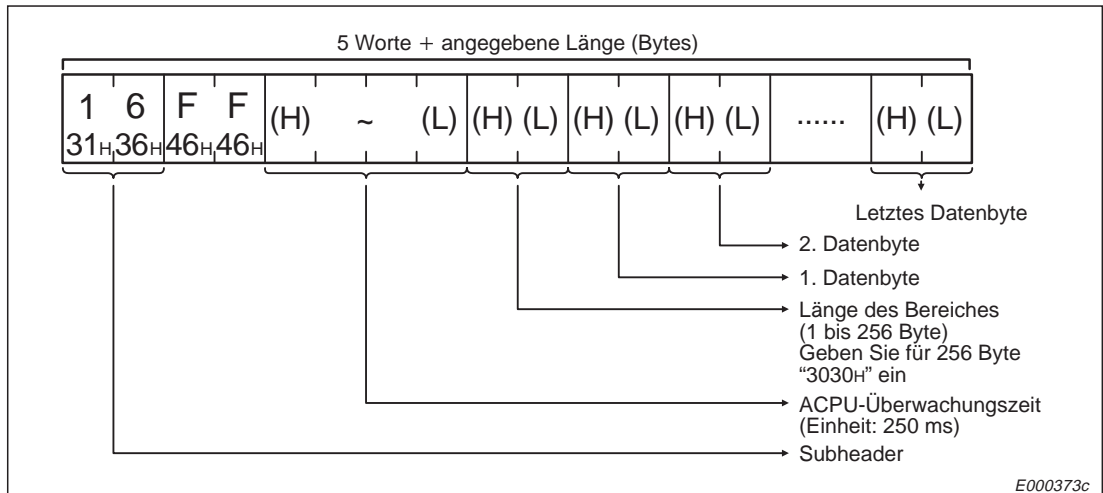 5 Worte + angegebene Länge (Bytes)
1 6 F F (H) ~ (L) (H) (L) (H) (L) (H) (L) ...... (H) (L)
31H 36H 46H 46H
Letztes Datenbyte
2. Datenbyte
1. Datenbyte
Länge des Bereiches
(1 bis 256 Byte)
Geben Sie für 256 Byte
“3030H” ein
ACPU-Überwachungszeit
(Einheit: 250 ms)
Subheader
E000373c